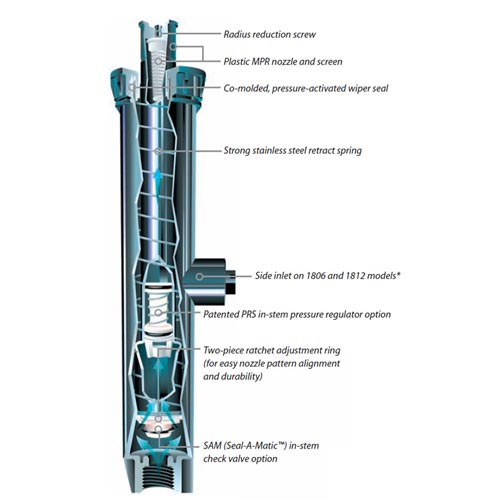 Radius reduction screw
Plastic MPR nozzle and screen
Co-molded, pressure-activated wiper seal
Strong stainless steel retract spring
Side inlet on 1806 and 1812 models*
Patented PRS in-stem pressure regulator option
Two-piece ratchet adjustment ring
(for easy nozzle pattern alignment
and durability)
SAM (Seal-A-Matic™) in-stem
check valve option